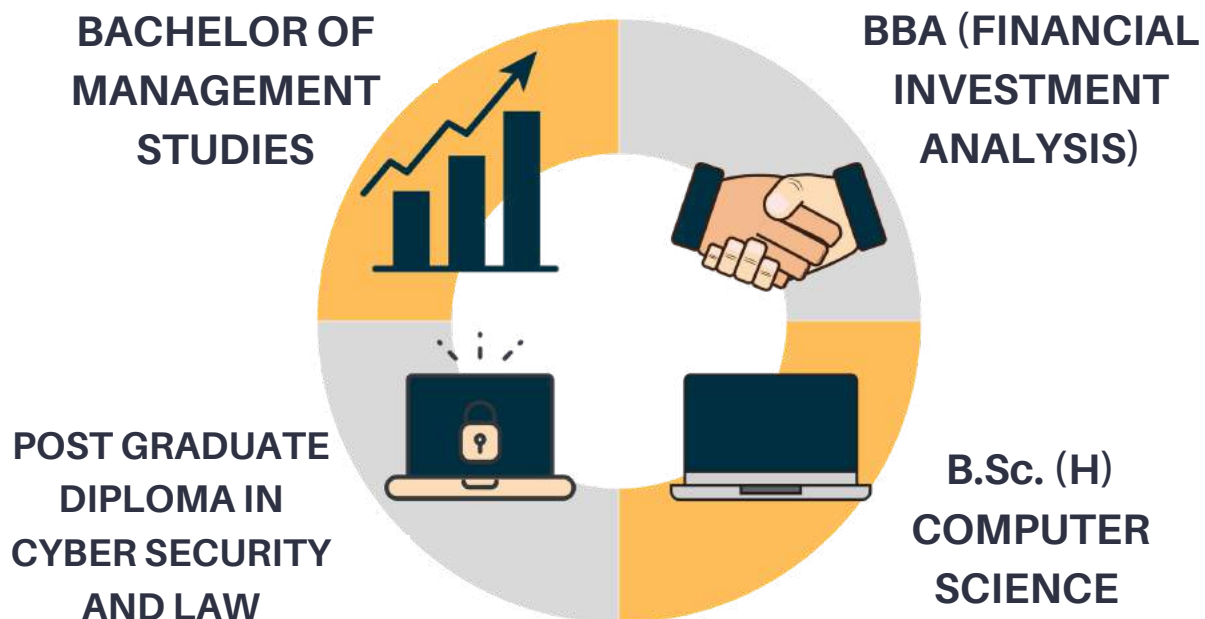 BACHELOR OF
MANAGEMENT
STUDIES
BBA (FINANCIAL
INVESTMENT
ANALYSIS)
POST GRADUATE
DIPLOMA IN
CYBER SECURITY
AND LAW
B.Sc. (H)
COMPUTER
SCIENCE